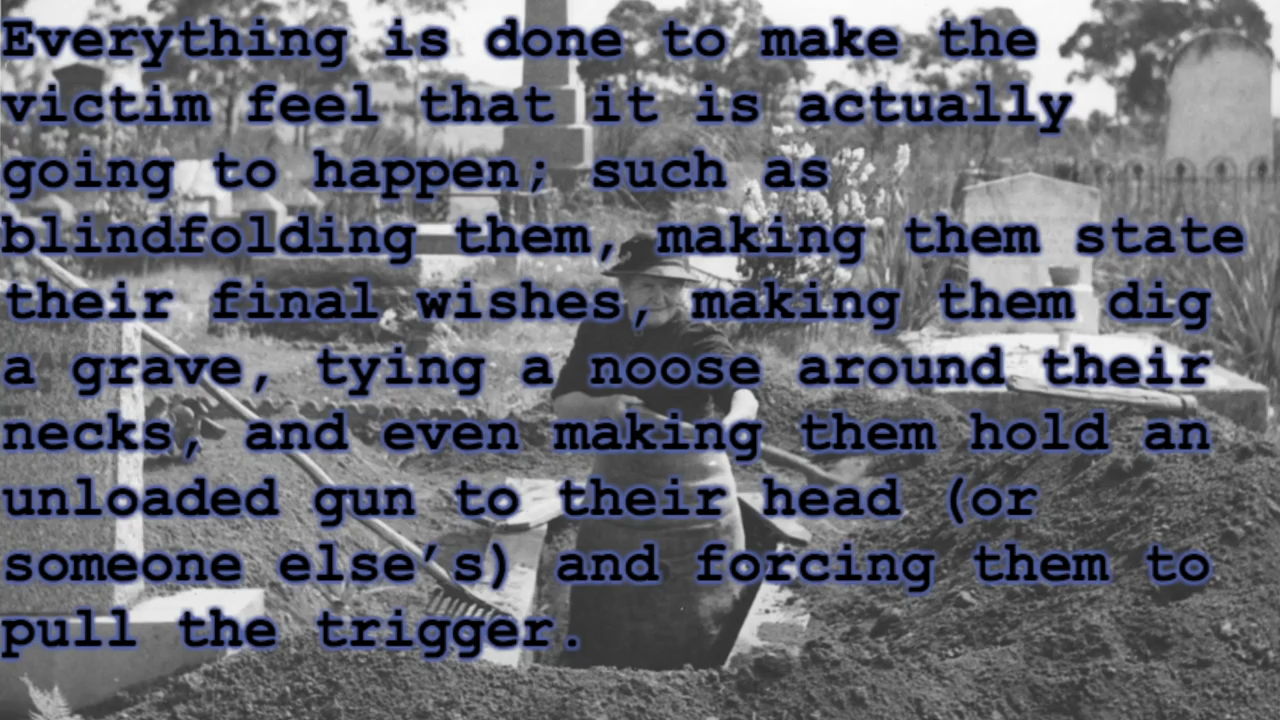 Everything is done to make the
victim feel that it is actually
going to happen; such as
blindfolding them, making them state
their final wishes, making them dig
a grave, tying a noose around their
necks, and even making them hold an
unloaded gun to their head (or
someone else’s) and forcing them to
pull the trigger.